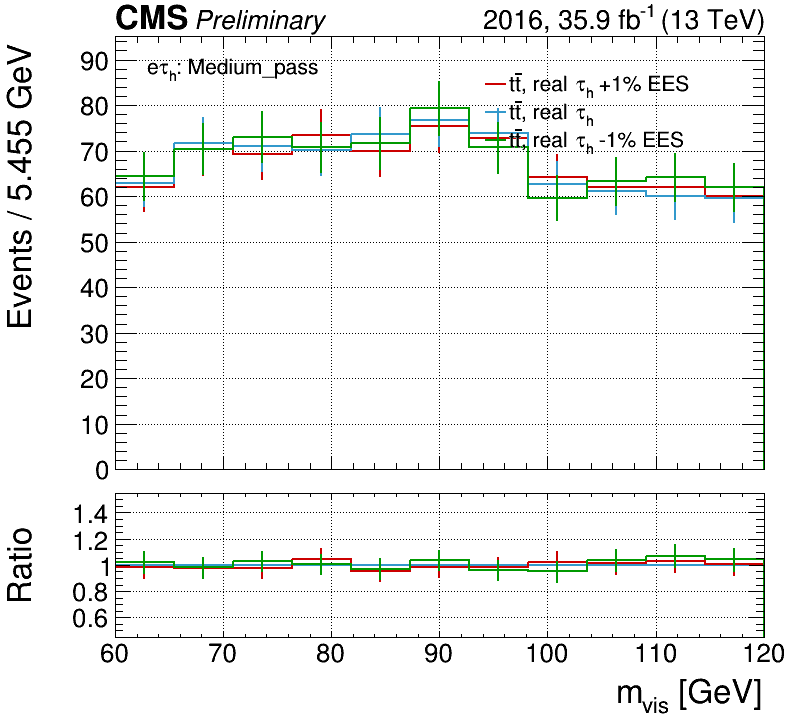 CMS Preliminary 2016, 35.9 fb⁻¹ (13 TeV)
eτₕ: Medium_pass
tt̄, real τₕ +1% EES
tt̄, real τₕ
tt̄, real τₕ -1% EES
Events / 5.455 GeV
90
80
70
60
50
40
30
20
10
0
Ratio
1.4
1.2
1
0.8
0.6
60 70 80 90 100 110 120
m_vis [GeV]